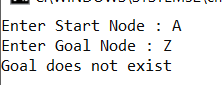 Enter Start Node : A
Enter Goal Node : Z
Goal does not exist